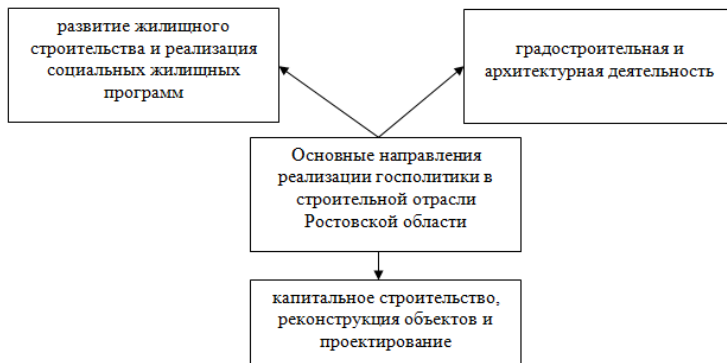 развитие жилищного
строительства и реализация
социальных жилищных
программ
градостроительная и
архитектурная деятельность
Основные направления
реализации госполитики в
строительной отрасли
Ростовской области
капитальное строительство,
реконструкция объектов и
проектирование